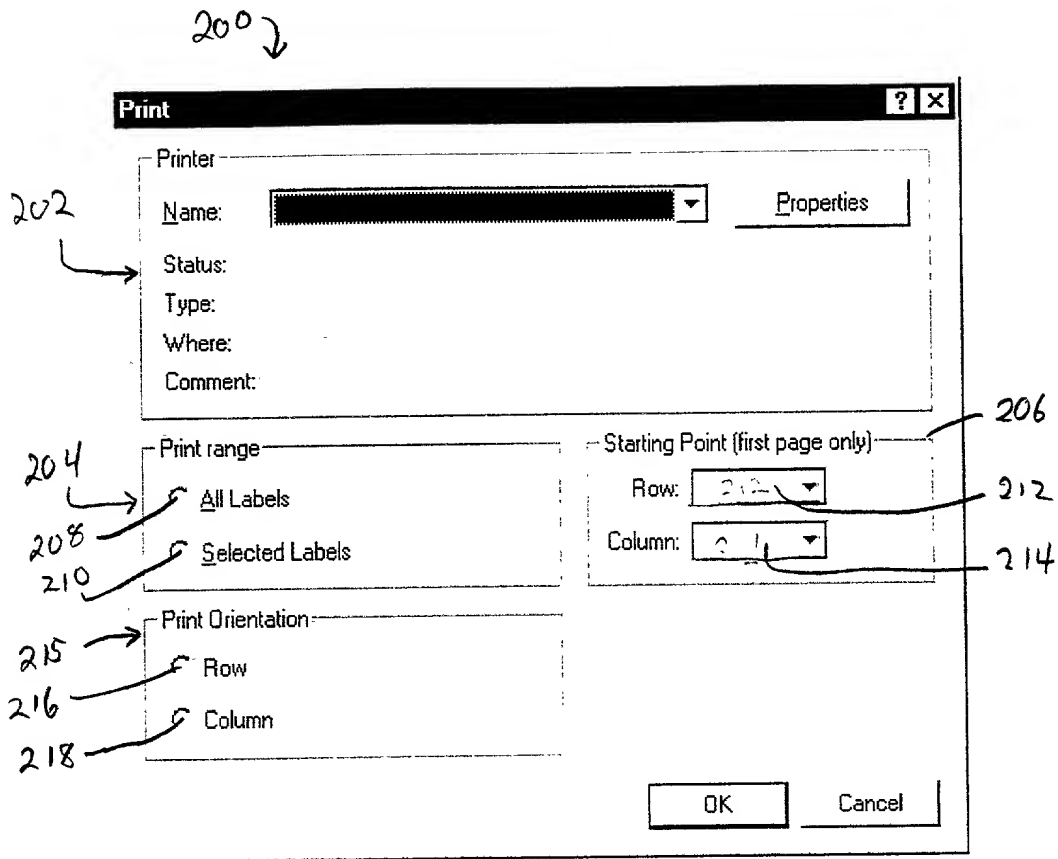 200
Print
Printer
202
Name:
Properties
Status:
Type:
Where:
Comment:
206
204
Print range
Starting Point (first page only)
All Labels
Row: 212
212
208
Selected Labels
Column:
214
210
Print Orientation
215
Row
216
Column
218
OK
Cancel